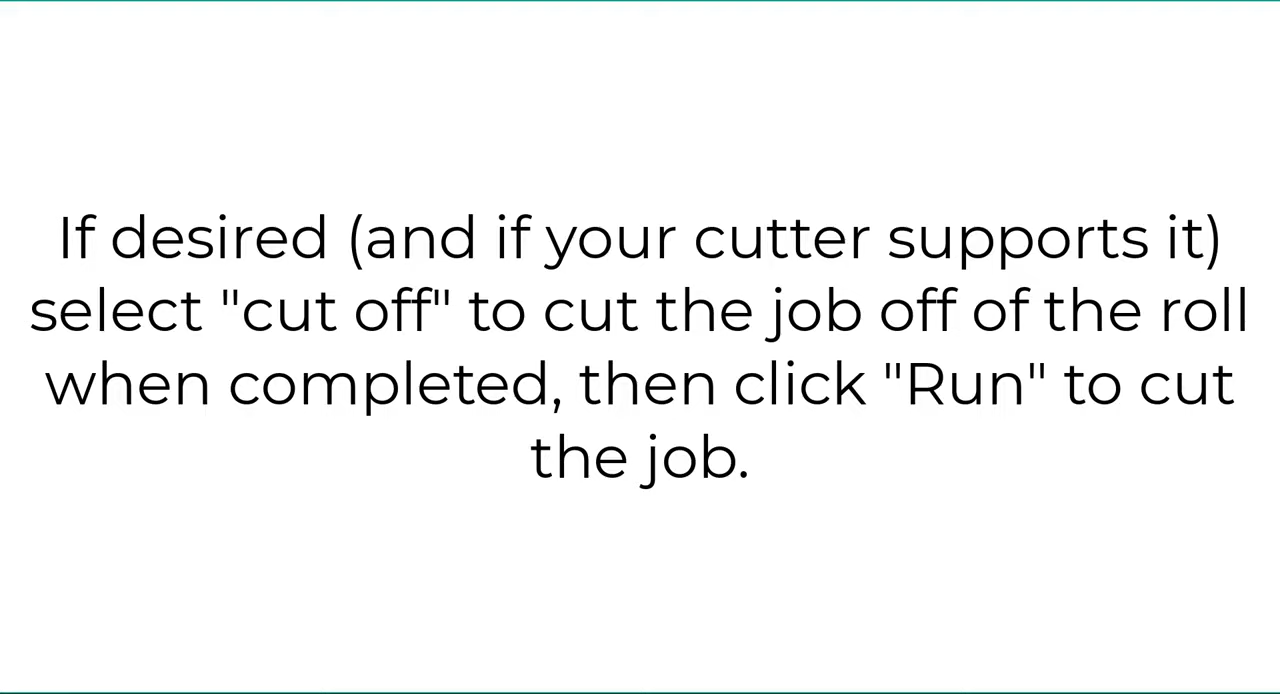 If desired (and if your cutter supports it)
select "cut off" to cut the job off of the roll
when completed, then click "Run" to cut
the job.